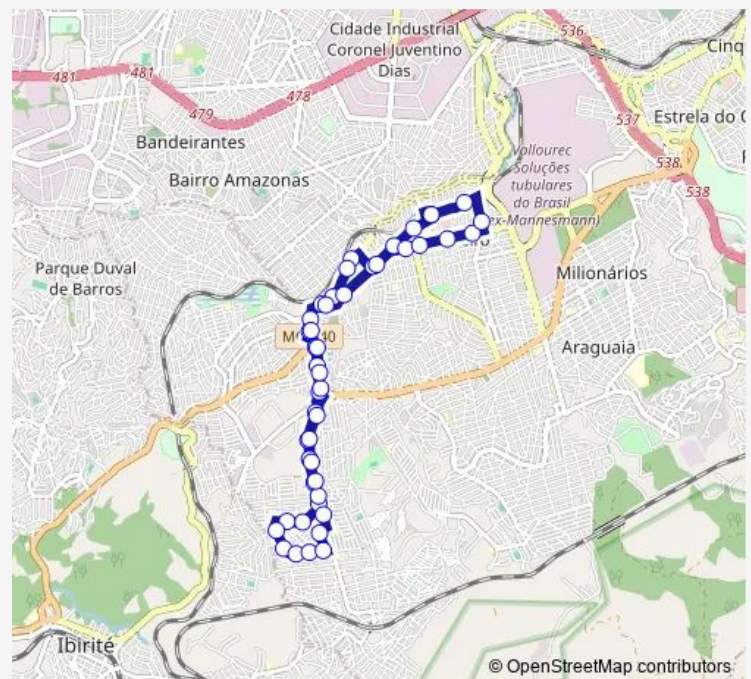 Cidade Industrial
Coronel Juventino
Dias
536
Cinq
481
481
478
479
537
Estrela do
Bandeirantes
Vallourec
Soluções
tubulares
do Brasil
(ex-Mannesmann)
538
538
Bairro Amazonas
Parque Duval
de Barros
Milionários
Araguaia
Ibirité
© OpenStreetMap contributors